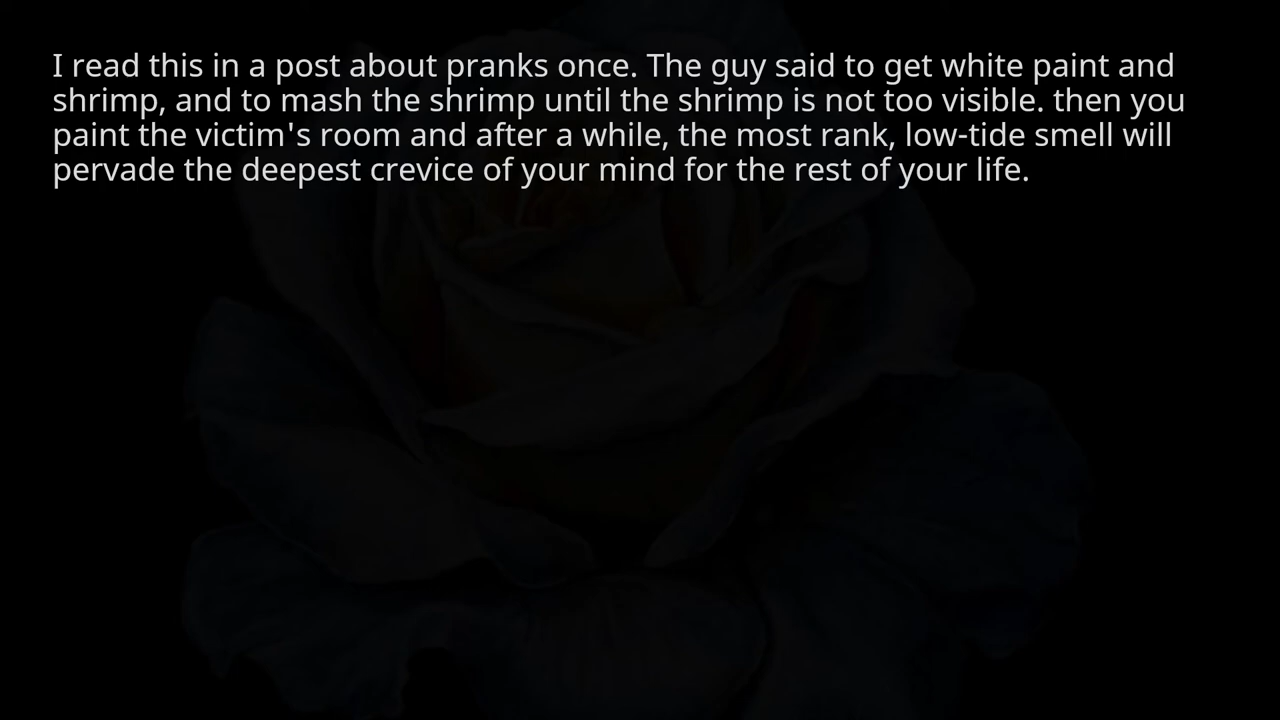 I read this in a post about pranks once. The guy said to get white paint and
shrimp, and to mash the shrimp until the shrimp is not too visible. then you
paint the victim's room and after a while, the most rank, low-tide smell will
pervade the deepest crevice of your mind for the rest of your life.